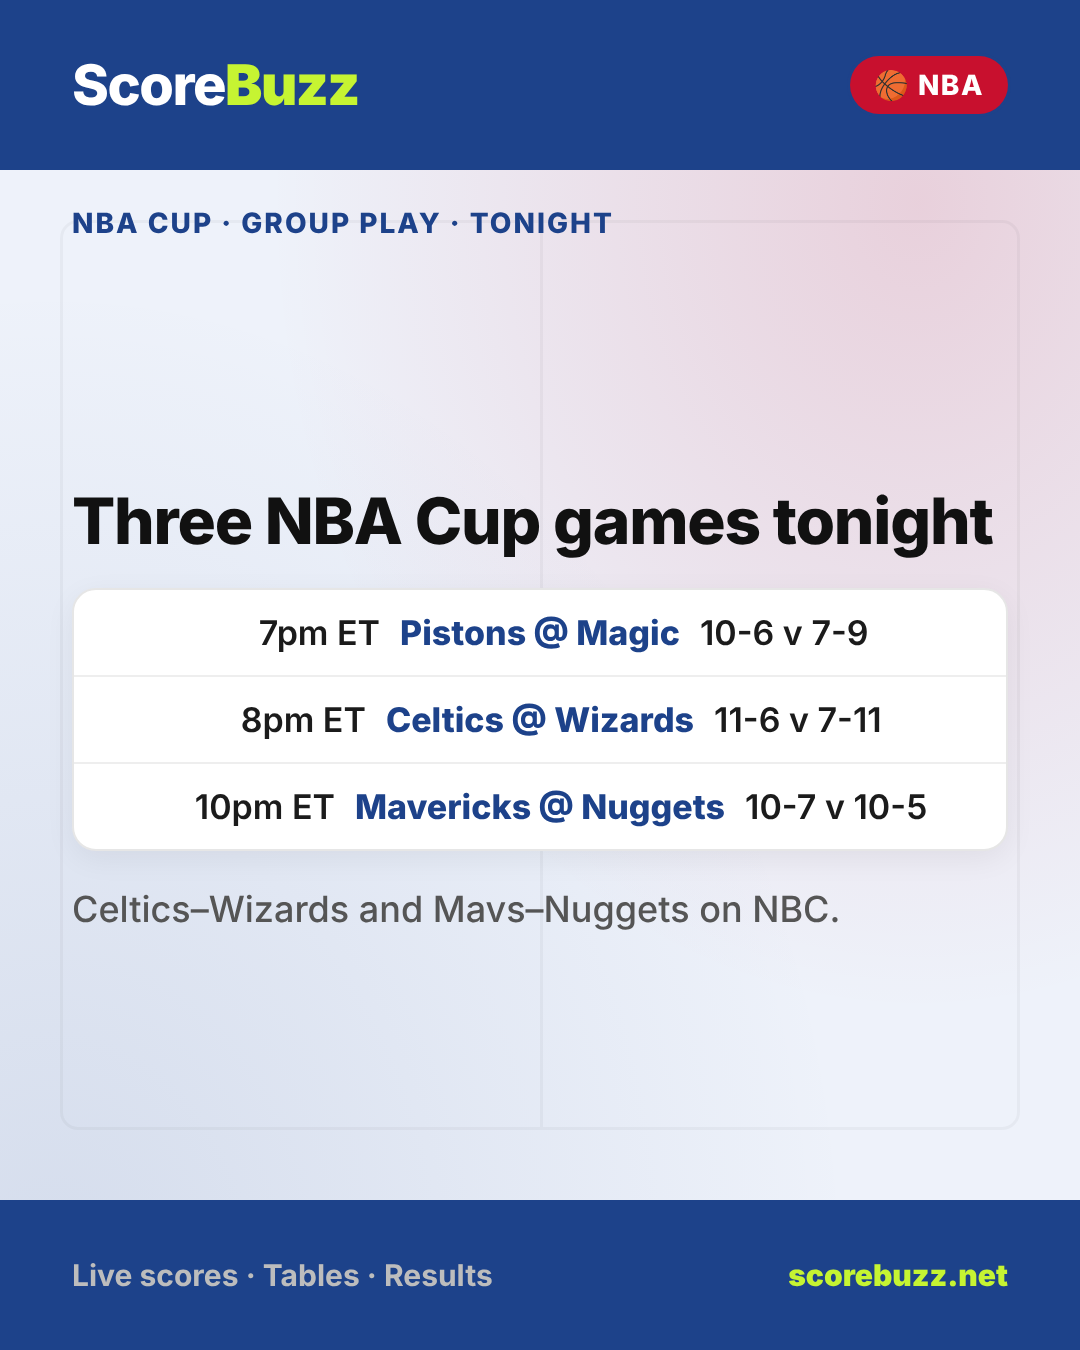 ScoreBuzz
🏀 NBA
NBA CUP · GROUP PLAY · TONIGHT
Three NBA Cup games tonight
7pm ET Pistons @ Magic 10-6 v 7-9
8pm ET Celtics @ Wizards 11-6 v 7-11
10pm ET Mavericks @ Nuggets 10-7 v 10-5
Celtics–Wizards and Mavs–Nuggets on NBC.
Live scores · Tables · Results
scorebuzz.net